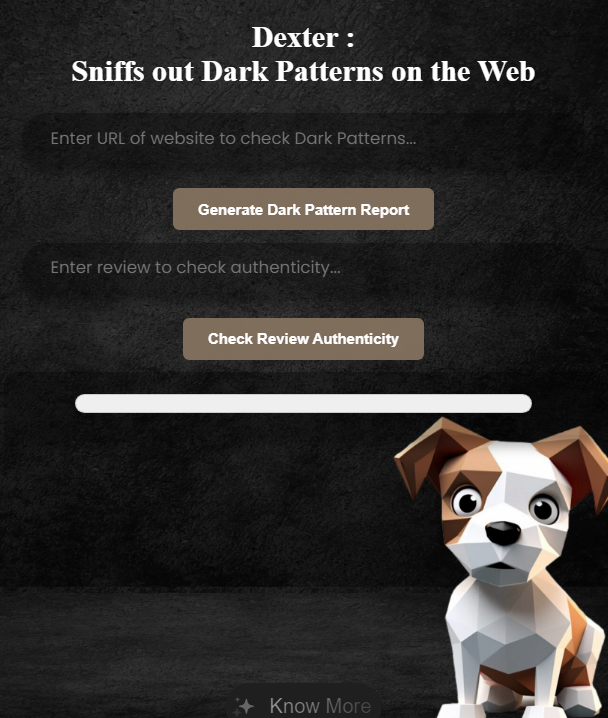 Dexter :
Sniffs out Dark Patterns on the Web
Enter URL of website to check Dark Patterns...
Generate Dark Pattern Report
Enter review to check authenticity...
Check Review Authenticity
Know More